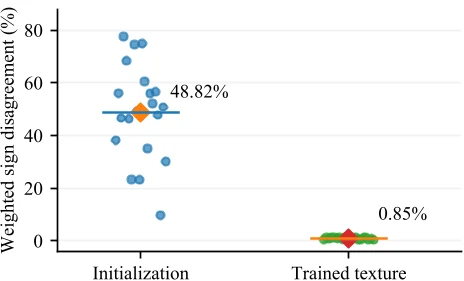 Weighted sign disagreement (%)
80
60
40
20
0
48.82%
0.85%
Initialization
Trained texture